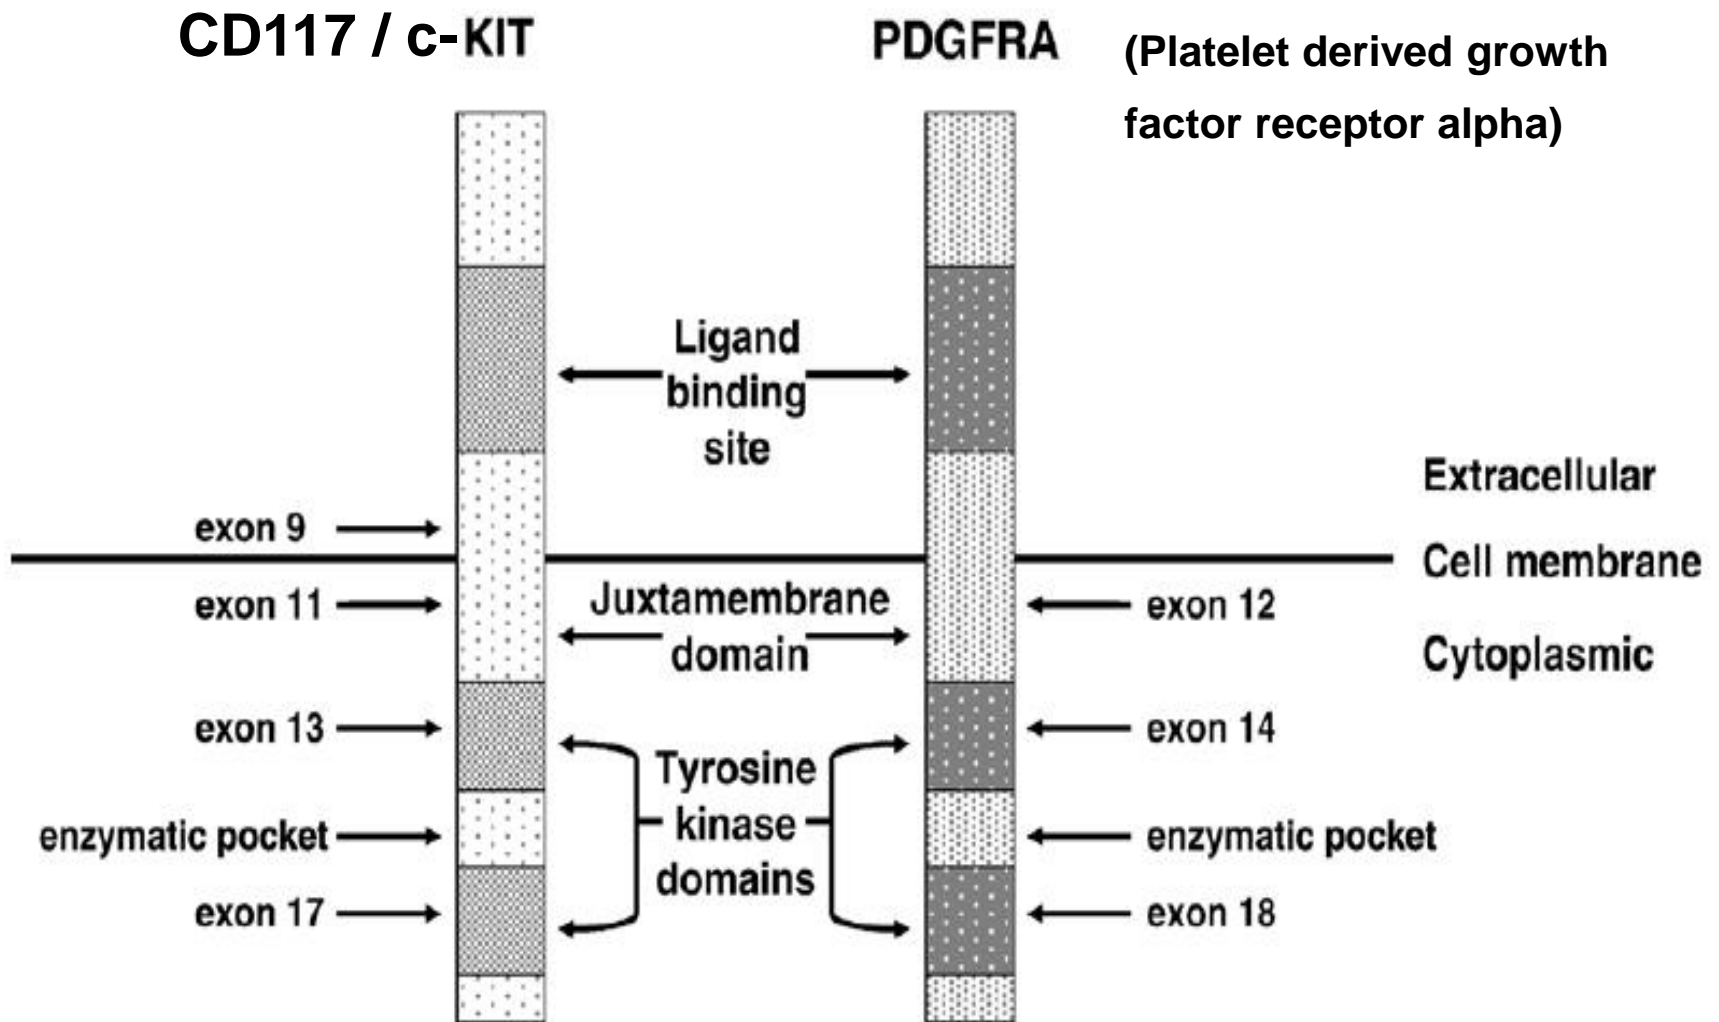 CD117 / c-KIT
PDGFRA
(Platelet derived growth
factor receptor alpha)
Ligand
binding
site
Extracellular
exon 9
Cell membrane
exon 11
Juxtamembrane
domain
exon 12
Cytoplasmic
exon 13
exon 14
Tyrosine
kinase
domains
enzymatic pocket
enzymatic pocket
exon 17
exon 18